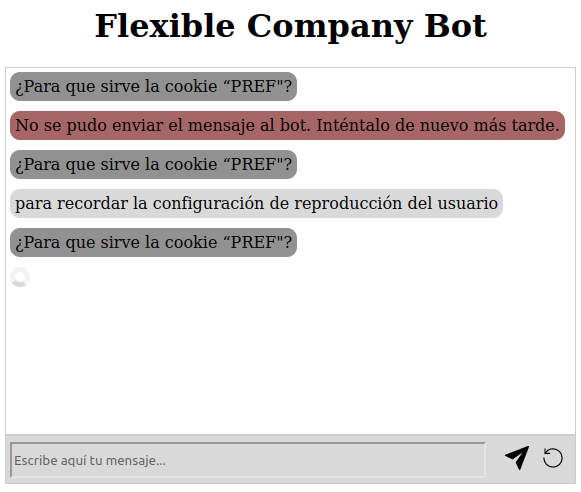 Flexible Company Bot
¿Para que sirve la cookie “PREF"?
No se pudo enviar el mensaje al bot. Inténtalo de nuevo más tarde.
¿Para que sirve la cookie “PREF"?
para recordar la configuración de reproducción del usuario
¿Para que sirve la cookie “PREF"?
Escribe aquí tu mensaje...